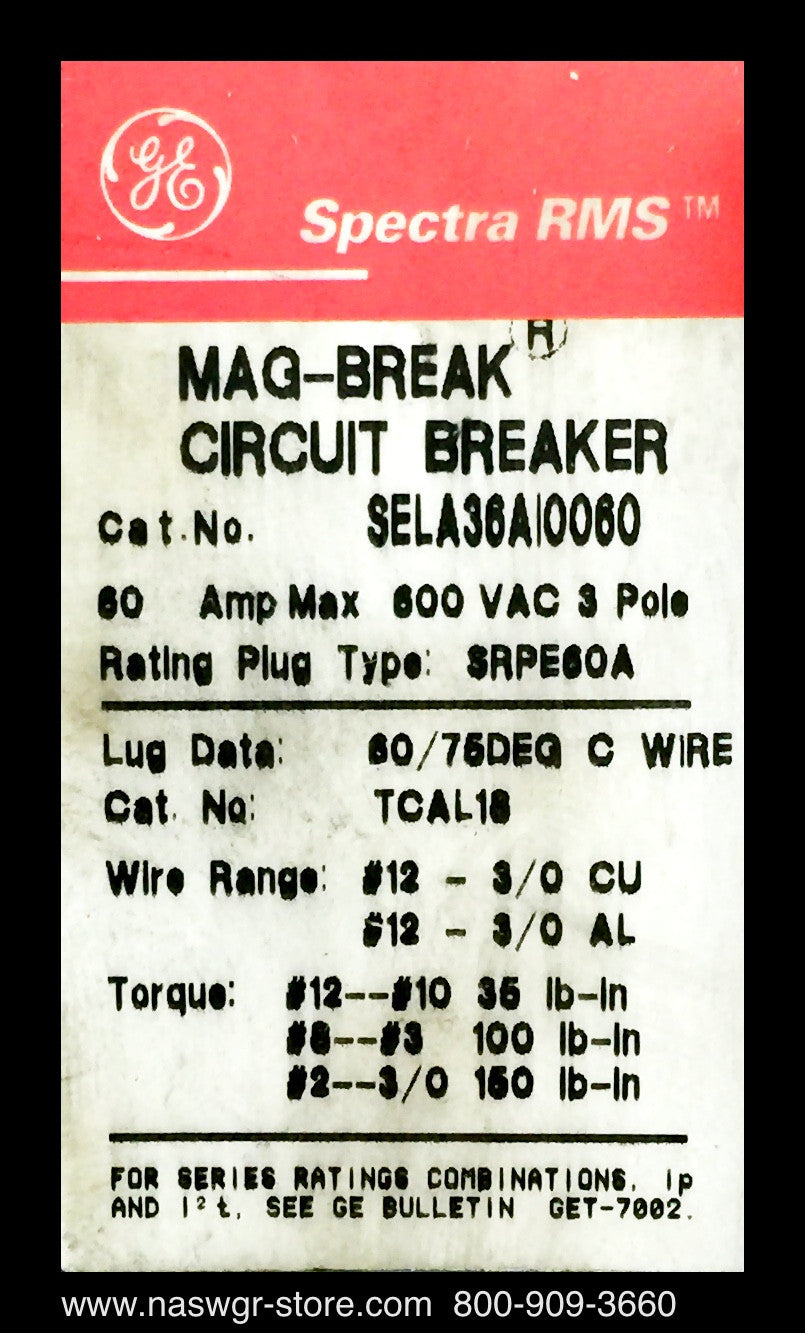 GE
Spectra RMS™
MAG-BREAK®
CIRCUIT BREAKER
Cat.No. SELA36AI0060
60 Amp Max 600 VAC 3 Pole
Rating Plug Type: SRPE60A
Lug Data: 60/75DEG C WIRE
Cat. No: TCAL18
Wire Range: #12 - 3/0 CU
#12 - 3/0 AL
Torque: #12--#10 35 lb-in
#8--#3 100 lb-in
#2--3/0 150 lb-in
FOR SERIES RATINGS COMBINATIONS, Ip
AND I²t, SEE GE BULLETIN GET-7002.
www.naswgr-store.com 800-909-3660